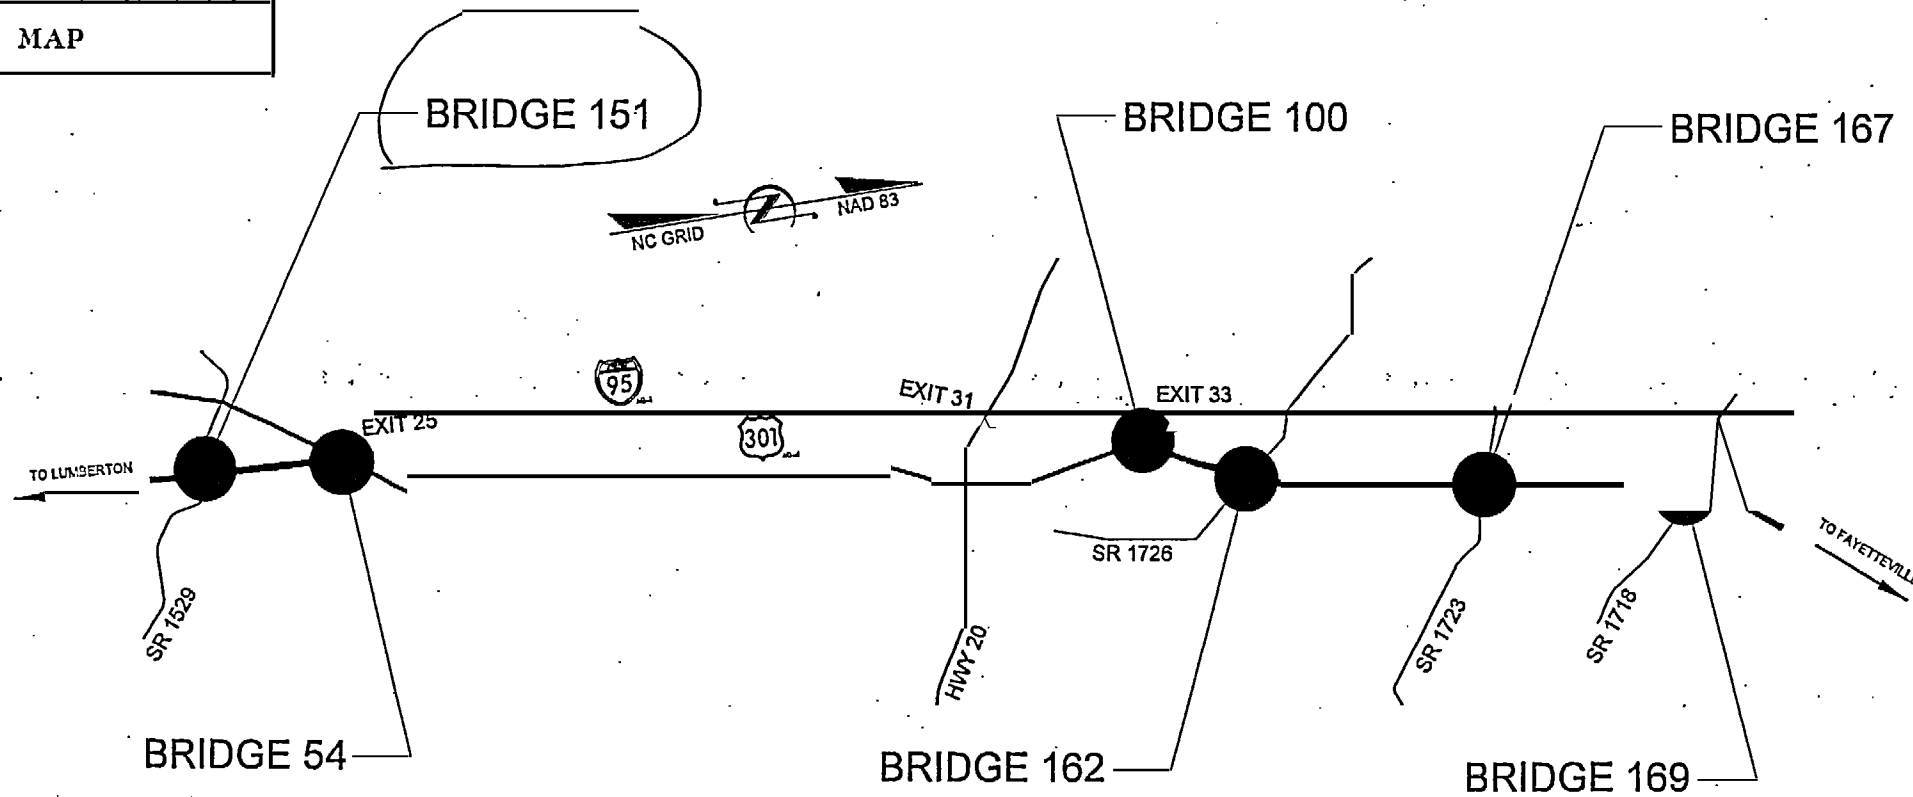 MAP
BRIDGE 151
BRIDGE 100
BRIDGE 167
NC GRID
NAD 83
95
EXIT 31
EXIT 33
EXIT 25
301
TO LUMBERTON
TO FAYETTEVILLE
SR 1726
SR 1529
HWY 20
SR 1723
SR 1718
BRIDGE 54
BRIDGE 162
BRIDGE 169